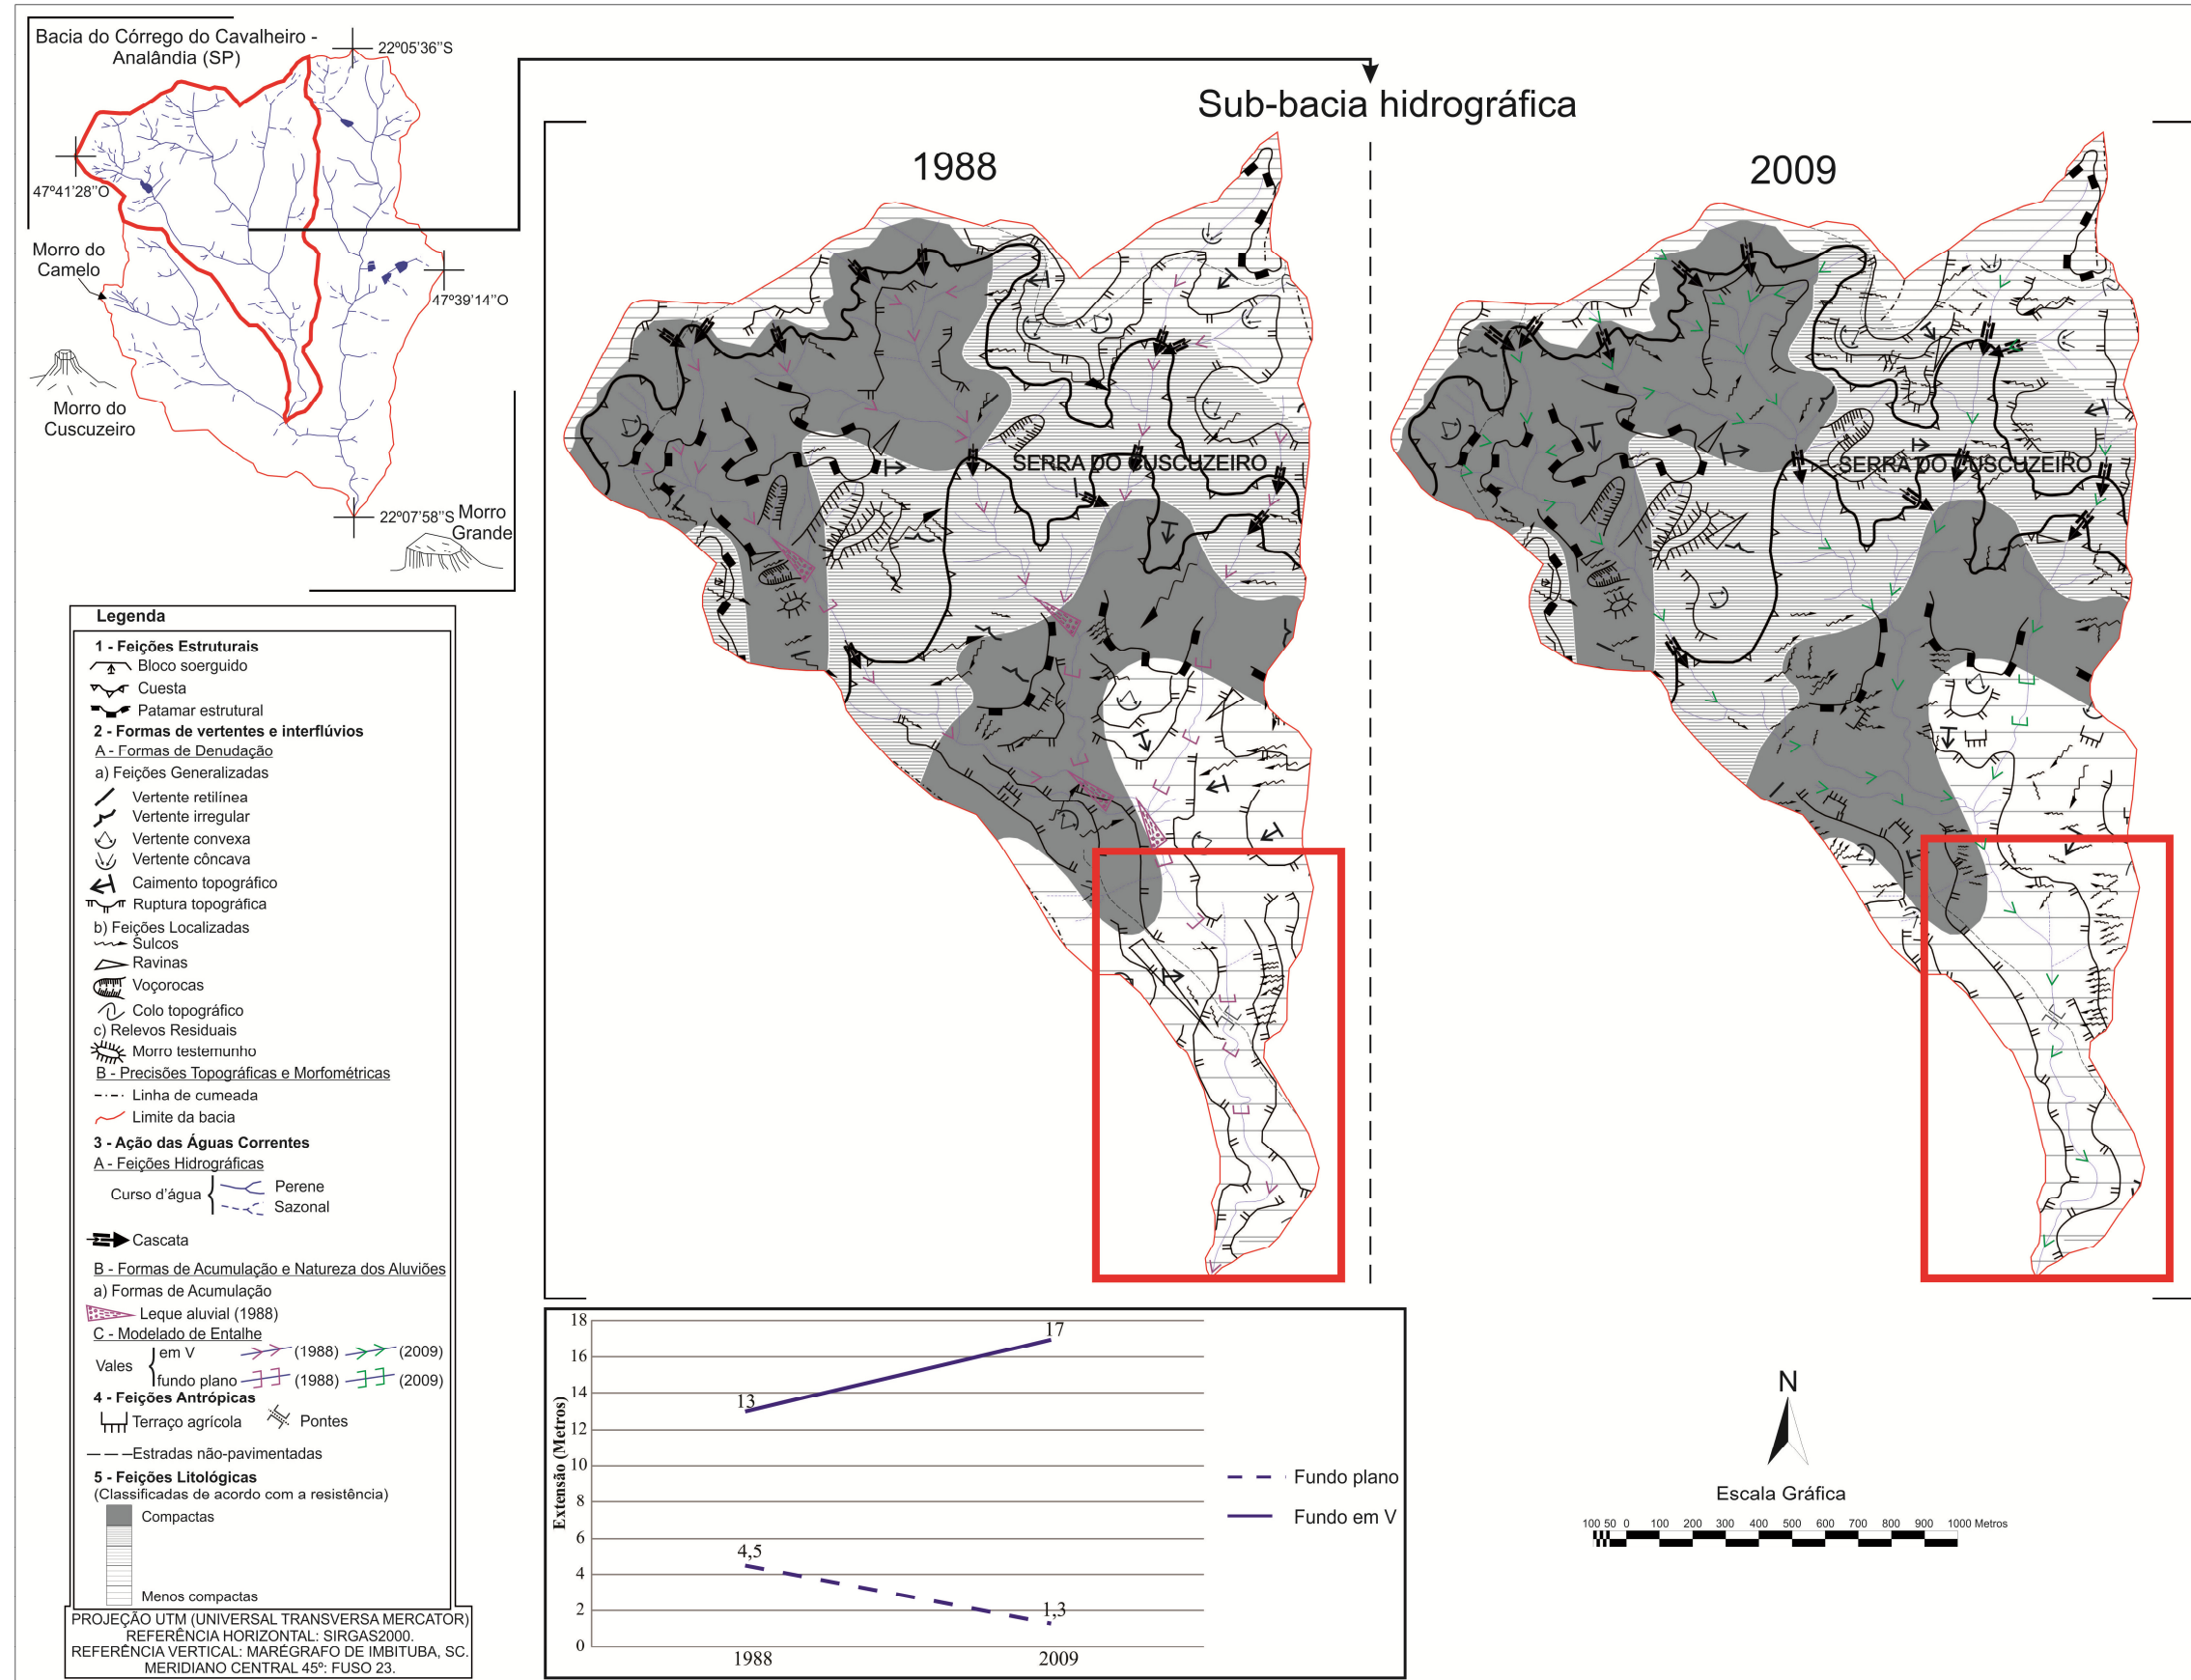 Bacia do Córrego do Cavalheiro -
Analândia (SP)
22º05'36''S
47º41'28''O
Morro do
Camelo
47º39'14''O
Morro do
Cuscuzeiro
22º07'58''S
Morro
Grande
Sub-bacia hidrográfica
1988
2009
SERRA DO CUSCUZEIRO
SERRA DO CUSCUZEIRO
Legenda
1 - Feições Estruturais
Bloco soerguido
Cuesta
Patamar estrutural
2 - Formas de vertentes e interflúvios
A - Formas de Denudação
a) Feições Generalizadas
Vertente retilínea
Vertente irregular
Vertente convexa
Vertente côncava
Caimento topográfico
Ruptura topográfica
b) Feições Localizadas
Sulcos
Ravinas
Voçorocas
Colo topográfico
c) Relevos Residuais
Morro testemunho
B - Precisões Topográficas e Morfométricas
Linha de cumeada
Limite da bacia
3 - Ação das Águas Correntes
A - Feições Hidrográficas
Curso d'água
Perene
Sazonal
Cascata
B - Formas de Acumulação e Natureza dos Aluviões
a) Formas de Acumulação
Leque aluvial (1988)
C - Modelado de Entalhe
Vales
em V (1988) (2009)
fundo plano (1988) (2009)
4 - Feições Antrópicas
Terraço agrícola Pontes
Estradas não-pavimentadas
5 - Feições Litológicas
(Classificadas de acordo com a resistência)
Compactas
Menos compactas
PROJEÇÃO UTM (UNIVERSAL TRANSVERSA MERCATOR)
REFERÊNCIA HORIZONTAL: SIRGAS2000.
REFERÊNCIA VERTICAL: MARÉGRAFO DE IMBITUBA, SC.
MERIDIANO CENTRAL 45º: FUSO 23.
Extensão (Metros)
18
16
14
12
10
8
6
4
2
0
13
17
4,5
1,3
1988
2009
Fundo plano
Fundo em V
N
Escala Gráfica
100 50 0 100 200 300 400 500 600 700 800 900 1000 Metros